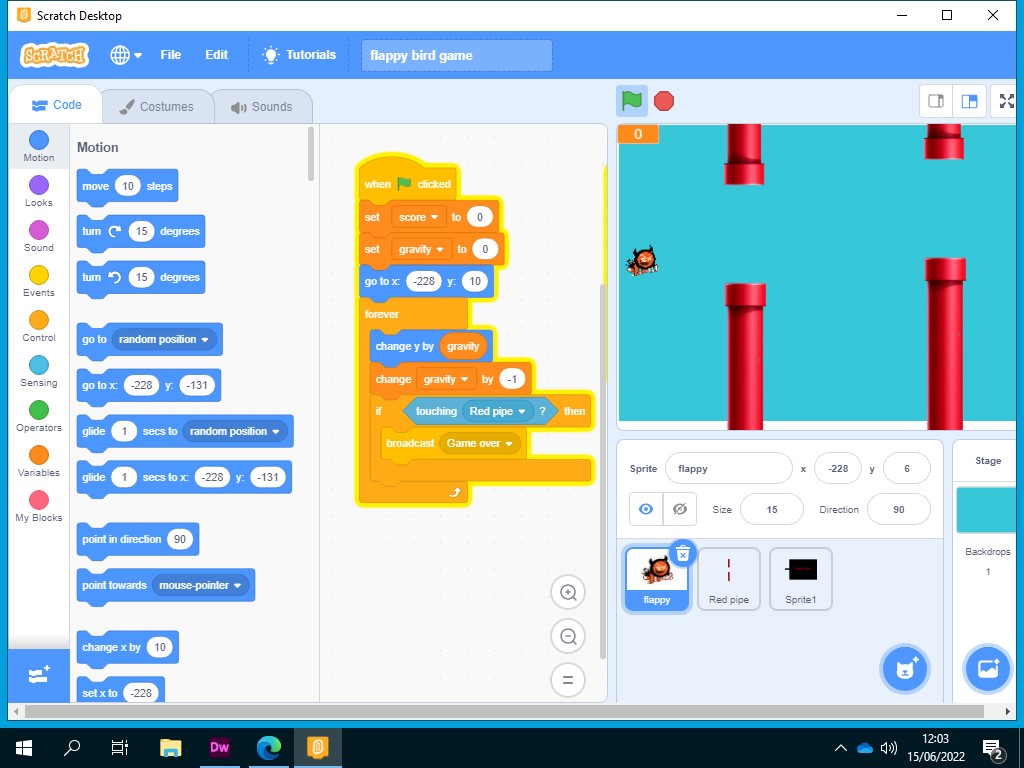 Scratch Desktop
SCRATCH
File
Edit
Tutorials
flappy bird game
Code
Costumes
Sounds
Motion
Looks
Sound
Events
Control
Sensing
Operators
Variables
My Blocks
Motion
move 10 steps
turn 15 degrees
turn 15 degrees
go to random position
go to x: -228 y: -131
glide 1 secs to random position
glide 1 secs to x: -228 y: -131
point in direction 90
point towards mouse-pointer
change x by 10
set x to -228
when clicked
set score to 0
set gravity to 0
go to x: -228 y: 10
forever
change y by gravity
change gravity by -1
if touching Red pipe ? then
broadcast Game over
0
Sprite flappy x -228 y 6
Size 15 Direction 90
flappy
Red pipe
Sprite1
Stage
Backdrops
1
Dw
12:03
15/06/2022
2